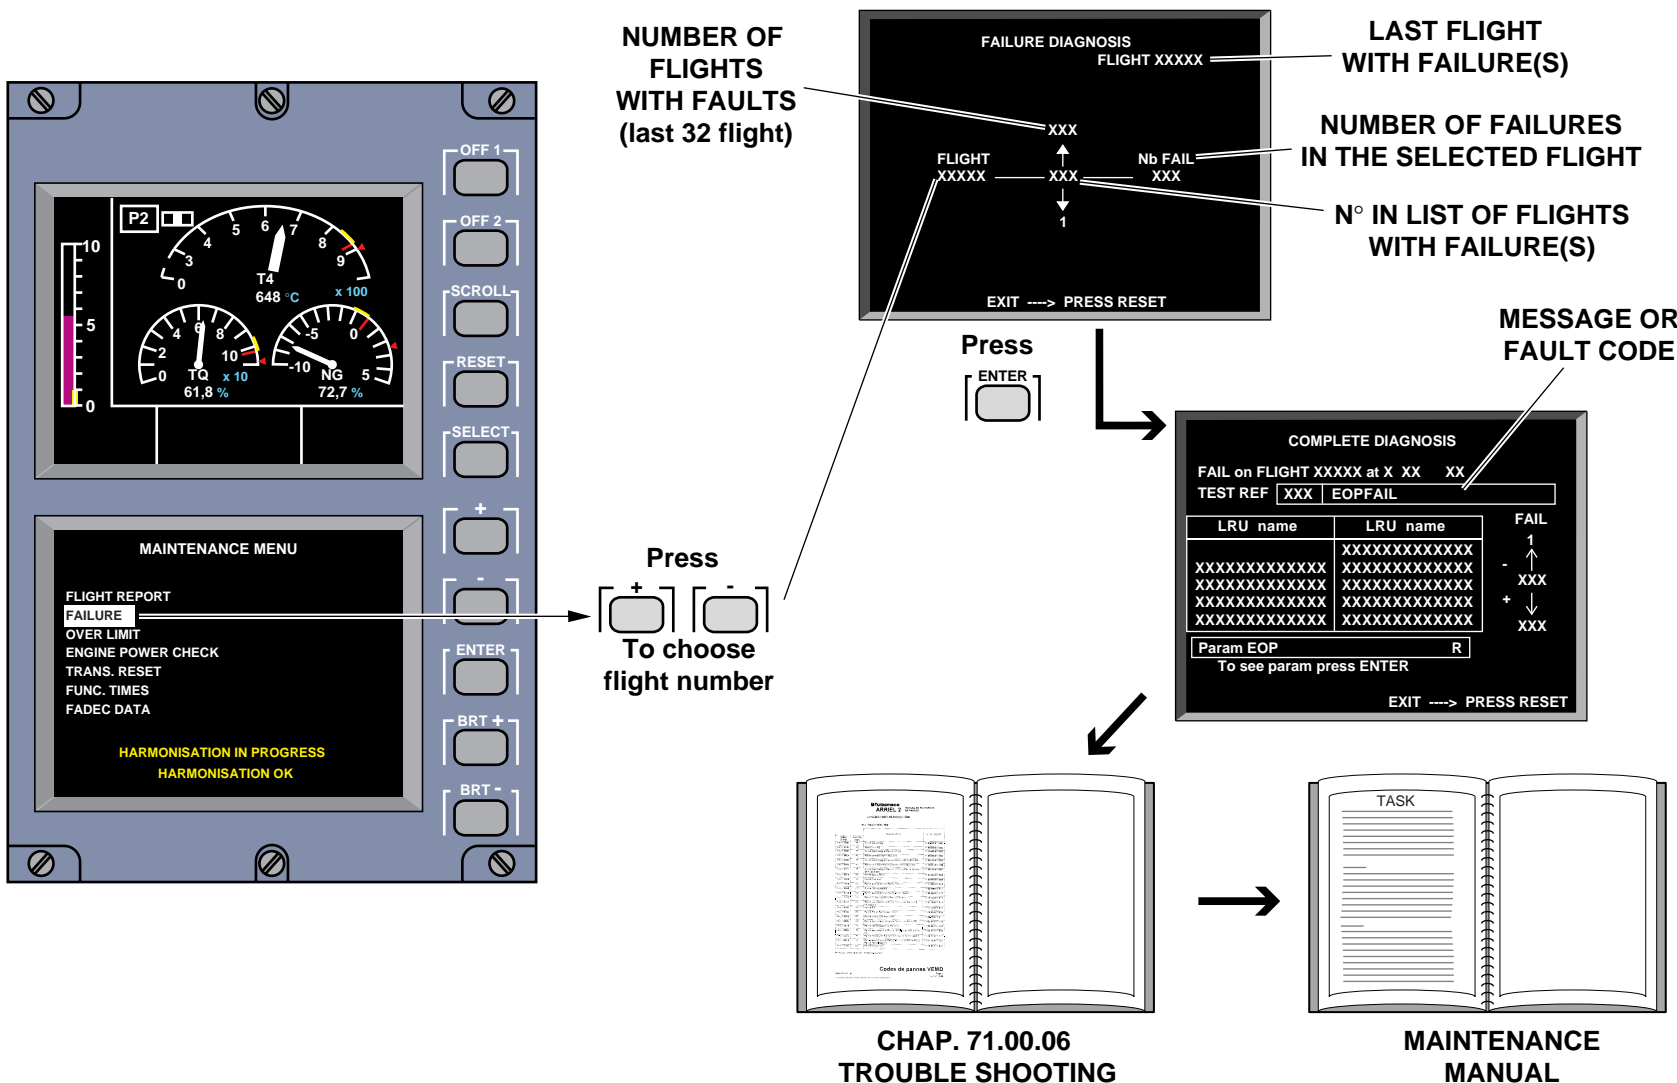 P2
0
3
4
5
6
7
8
9
T4
648 °C
x 100
10
5
0
0
2
4
6
8
10
TQ
x 10
61,8 %
-10
-5
0
5
NG
72,7 %
OFF 1
OFF 2
SCROLL
RESET
SELECT
+
-
ENTER
BRT +
BRT -
MAINTENANCE MENU
FLIGHT REPORT
FAILURE
OVER LIMIT
ENGINE POWER CHECK
TRANS. RESET
FUNC. TIMES
FADEC DATA
HARMONISATION IN PROGRESS
HARMONISATION OK
Press
+ -
To choose
flight number
NUMBER OF
FLIGHTS
WITH FAULTS
(last 32 flight)
FAILURE DIAGNOSIS
FLIGHT XXXXX
XXX
FLIGHT
XXXXX
XXX
Nb FAIL
XXX
1
EXIT ----> PRESS RESET
LAST FLIGHT
WITH FAILURE(S)
NUMBER OF FAILURES
IN THE SELECTED FLIGHT
N° IN LIST OF FLIGHTS
WITH FAILURE(S)
Press
ENTER
MESSAGE OR
FAULT CODE
COMPLETE DIAGNOSIS
FAIL on FLIGHT XXXXX at X XX XX
TEST REF XXX EOPFAIL
LRU name LRU name
XXXXXXXXXXXXX
XXXXXXXXXXXXX XXXXXXXXXXXXX
XXXXXXXXXXXXX XXXXXXXXXXXXX
XXXXXXXXXXXXX XXXXXXXXXXXXX
XXXXXXXXXXXXX XXXXXXXXXXXXX
FAIL
1
-
XXX
+
XXX
Param EOP R
To see param press ENTER
EXIT ----> PRESS RESET
Turbomeca
ARRIEL 2
Codes de pannes VEMD
CHAP. 71.00.06
TROUBLE SHOOTING
TASK
MAINTENANCE
MANUAL